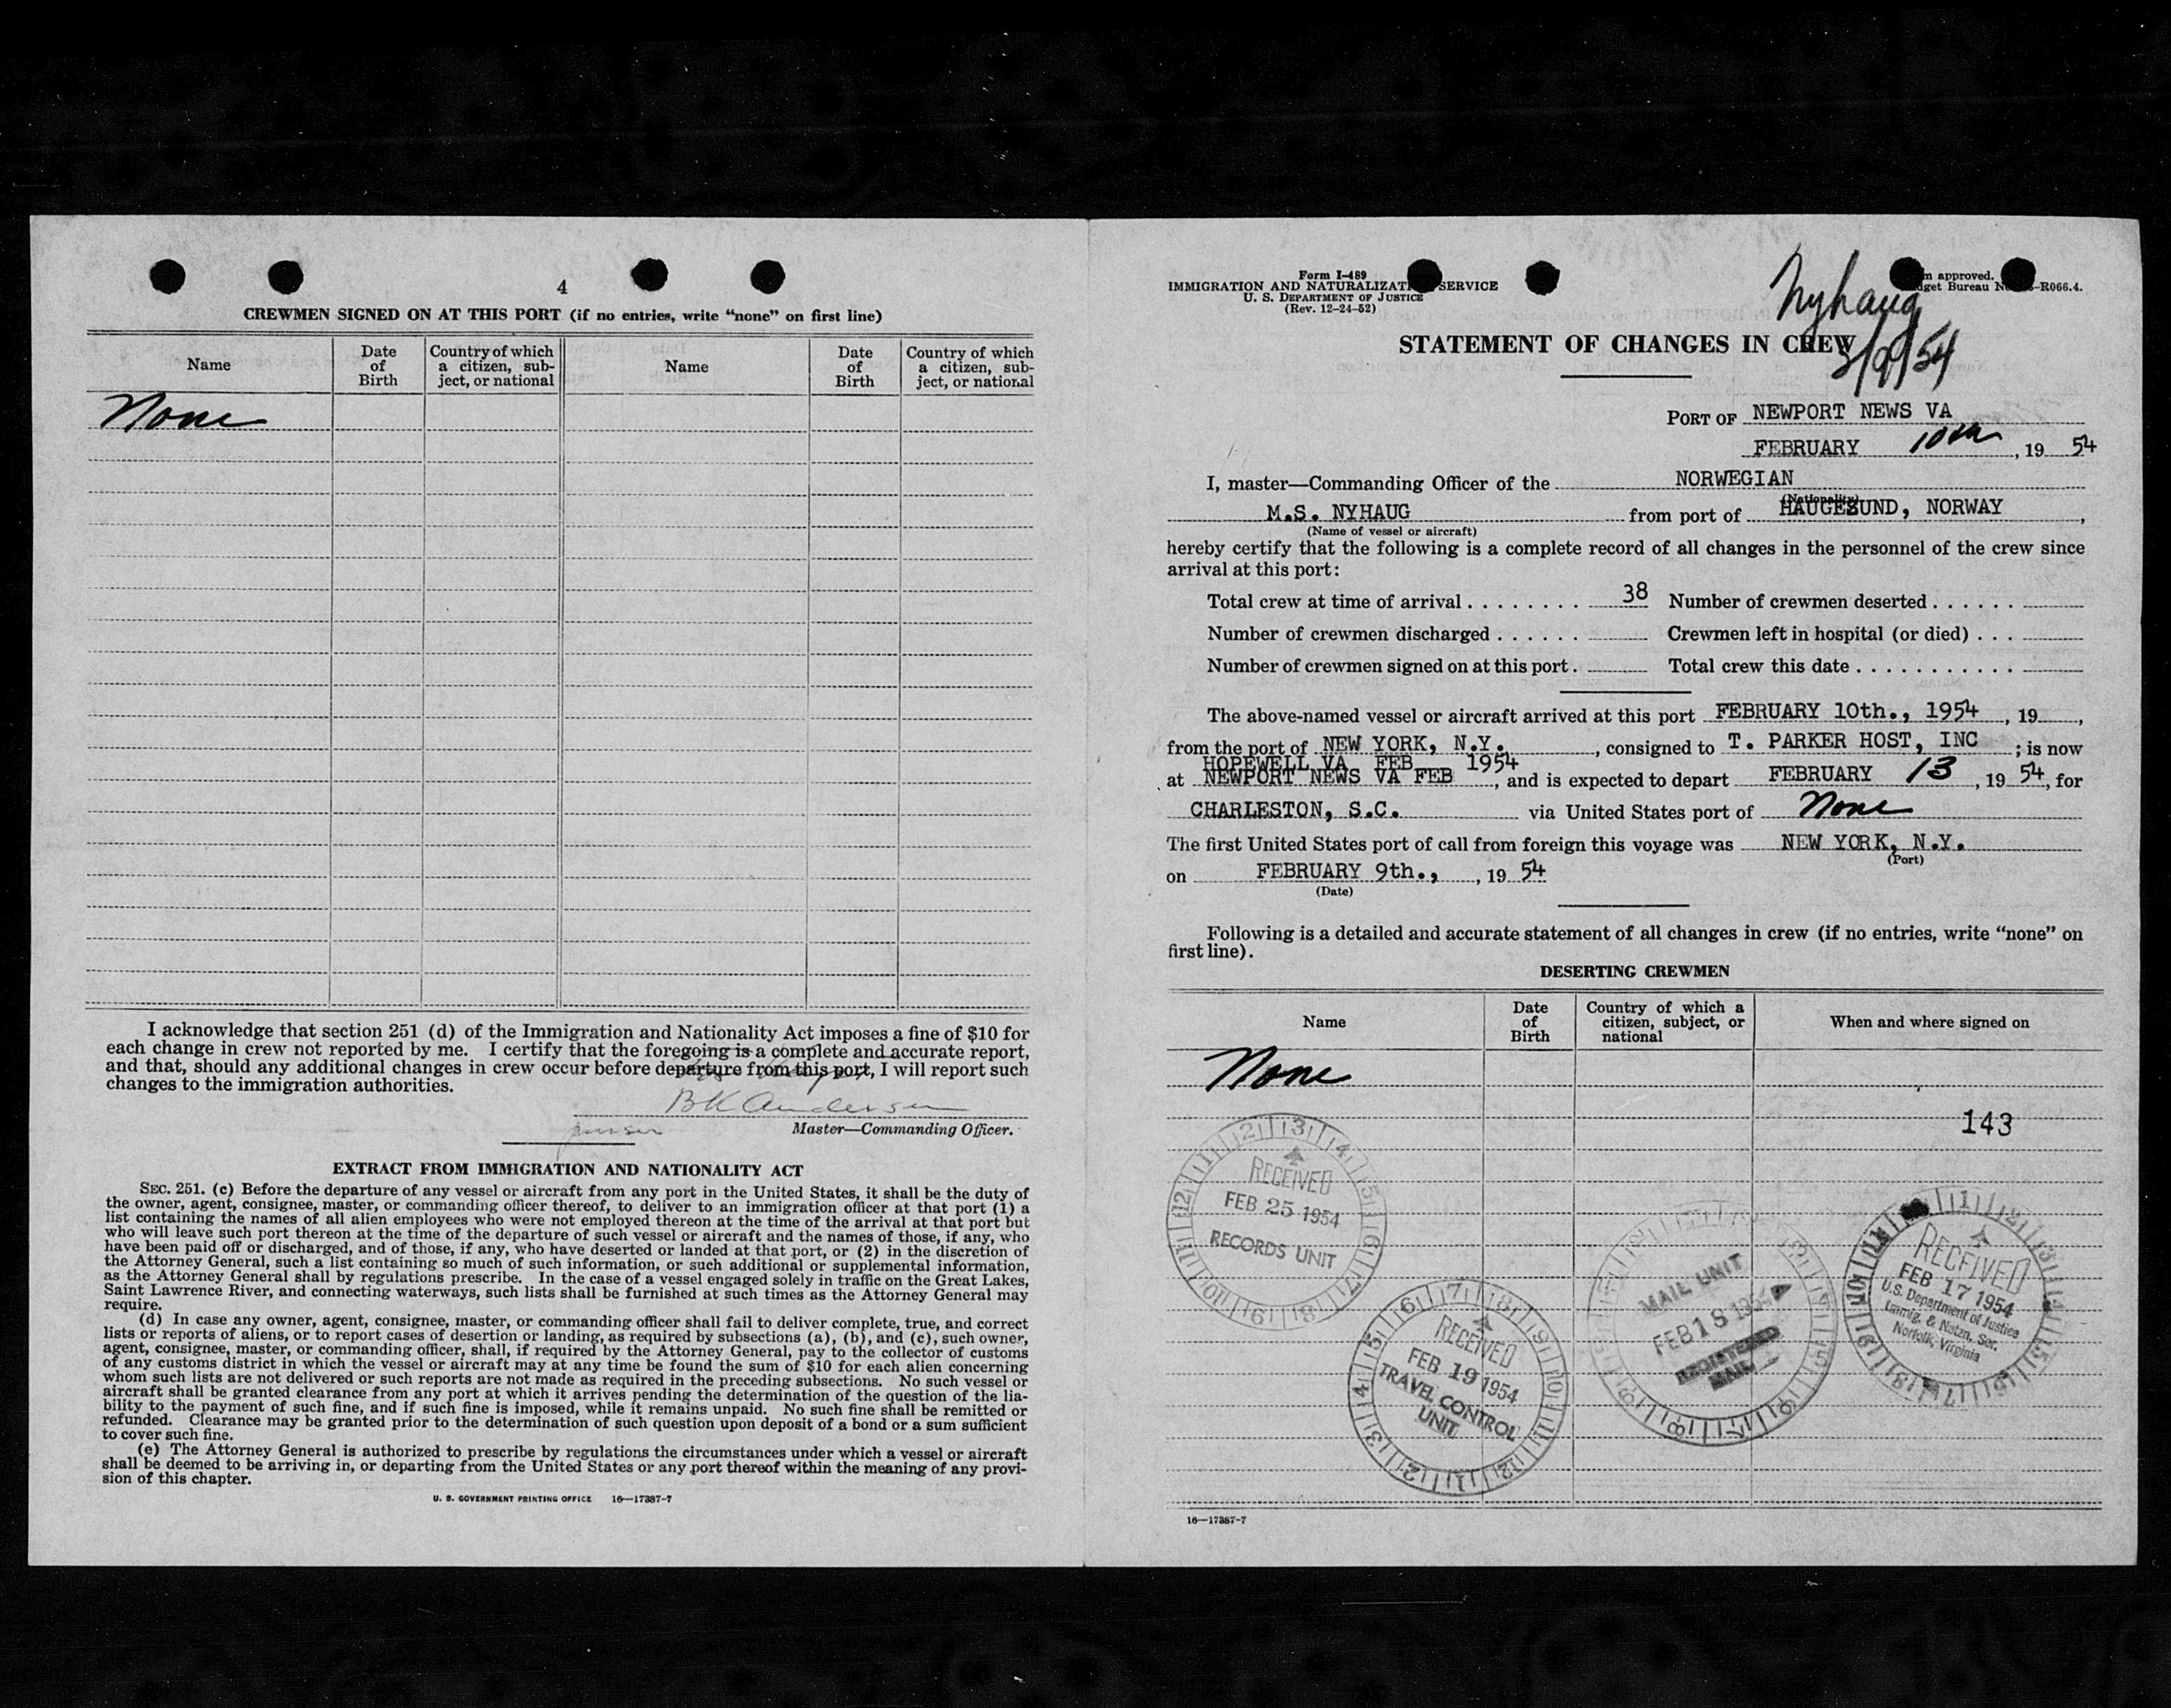 4
CREWMEN SIGNED ON AT THIS PORT (if no entries, write “none” on first line)
Name
Date of Birth
Country of which a citizen, subject, or national
Name
Date of Birth
Country of which a citizen, subject, or national
None
I acknowledge that section 251 (d) of the Immigration and Nationality Act imposes a fine of $10 for
each change in crew not reported by me. I certify that the foregoing is a complete and accurate report,
and that, should any additional changes in crew occur before departure from this port, I will report such
changes to the immigration authorities.
BK Andersen
Master—Commanding Officer.
EXTRACT FROM IMMIGRATION AND NATIONALITY ACT
SEC. 251. (c) Before the departure of any vessel or aircraft from any port in the United States, it shall be the duty of
the owner, agent, consignee, master, or commanding officer thereof, to deliver to an immigration officer at that port (1) a
list containing the names of all alien employees who were not employed thereon at the time of the arrival at that port but
who will leave such port thereon at the time of the departure of such vessel or aircraft and the names of those, if any, who
have been paid off or discharged, and of those, if any, who have deserted or landed at that port, or (2) in the discretion of
the Attorney General, such a list containing so much of such information, or such additional or supplemental information,
as the Attorney General shall by regulations prescribe. In the case of a vessel engaged solely in traffic on the Great Lakes,
Saint Lawrence River, and connecting waterways, such lists shall be furnished at such times as the Attorney General may
require.
(d) In case any owner, agent, consignee, master, or commanding officer shall fail to deliver complete, true, and correct
lists or reports of aliens, or to report cases of desertion or landing, as required by subsections (a), (b), and (c), such owner,
agent, consignee, master, or commanding officer, shall, if required by the Attorney General, pay to the collector of customs
of any customs district in which the vessel or aircraft may at any time be found the sum of $10 for each alien concerning
whom such lists are not delivered or such reports are not made as required in the preceding subsections. No such vessel or
aircraft shall be granted clearance from any port at which it arrives pending the determination of the question of the lia-
bility to the payment of such fine, and if such fine is imposed, while it remains unpaid. No such fine shall be remitted or
refunded. Clearance may be granted prior to the determination of such question upon deposit of a bond or a sum sufficient
to cover such fine.
(e) The Attorney General is authorized to prescribe by regulations the circumstances under which a vessel or aircraft
shall be deemed to be arriving in, or departing from the United States or any port thereof within the meaning of any provi-
sion of this chapter.
U. S. GOVERNMENT PRINTING OFFICE 16—17387-7
Form I-489
IMMIGRATION AND NATURALIZATI SERVICE
U. S. DEPARTMENT OF JUSTICE
(Rev. 12-24-52)
m approved.
dget Bureau N -R066.4.
Nyhaug
/54
STATEMENT OF CHANGES IN CREW
PORT OF NEWPORT NEWS VA
FEBRUARY 10th, 19 54
I, master—Commanding Officer of the NORWEGIAN
(Nationality)
M.S. NYHAUG from port of HAUGESUND, NORWAY,
(Name of vessel or aircraft)
hereby certify that the following is a complete record of all changes in the personnel of the crew since
arrival at this port:
Total crew at time of arrival . . . . . . . . 38 Number of crewmen deserted . . . . . .
Number of crewmen discharged . . . . . . Crewmen left in hospital (or died) . . .
Number of crewmen signed on at this port . Total crew this date . . . . . . . . . . . .
The above-named vessel or aircraft arrived at this port FEBRUARY 10th., 1954, 19 ,
from the port of NEW YORK, N.Y. , consigned to T. PARKER HOST, INC ; is now
HOPEWELL VA FEB 1954
at NEWPORT NEWS VA FEB , and is expected to depart FEBRUARY 13, 19 54, for
CHARLESTON, S.C. via United States port of None
The first United States port of call from foreign this voyage was NEW YORK, N.Y.
(Port)
on FEBRUARY 9th., , 19 54
(Date)
Following is a detailed and accurate statement of all changes in crew (if no entries, write “none” on
first line).
DESERTING CREWMEN
Name
Date of Birth
Country of which a citizen, subject, or national
When and where signed on
None
143
RECEIVED
FEB 25 1954
RECORDS UNIT
RECEIVED
FEB 19 1954
TRAVEL CONTROL
UNIT
MAIL UNIT
FEB 18 1954
REGISTERED
MAIL
RECEIVED
FEB 17 1954
U.S. Department of Justice
Immig. & Natzn. Ser.
Norfolk, Virginia
16—17387-7